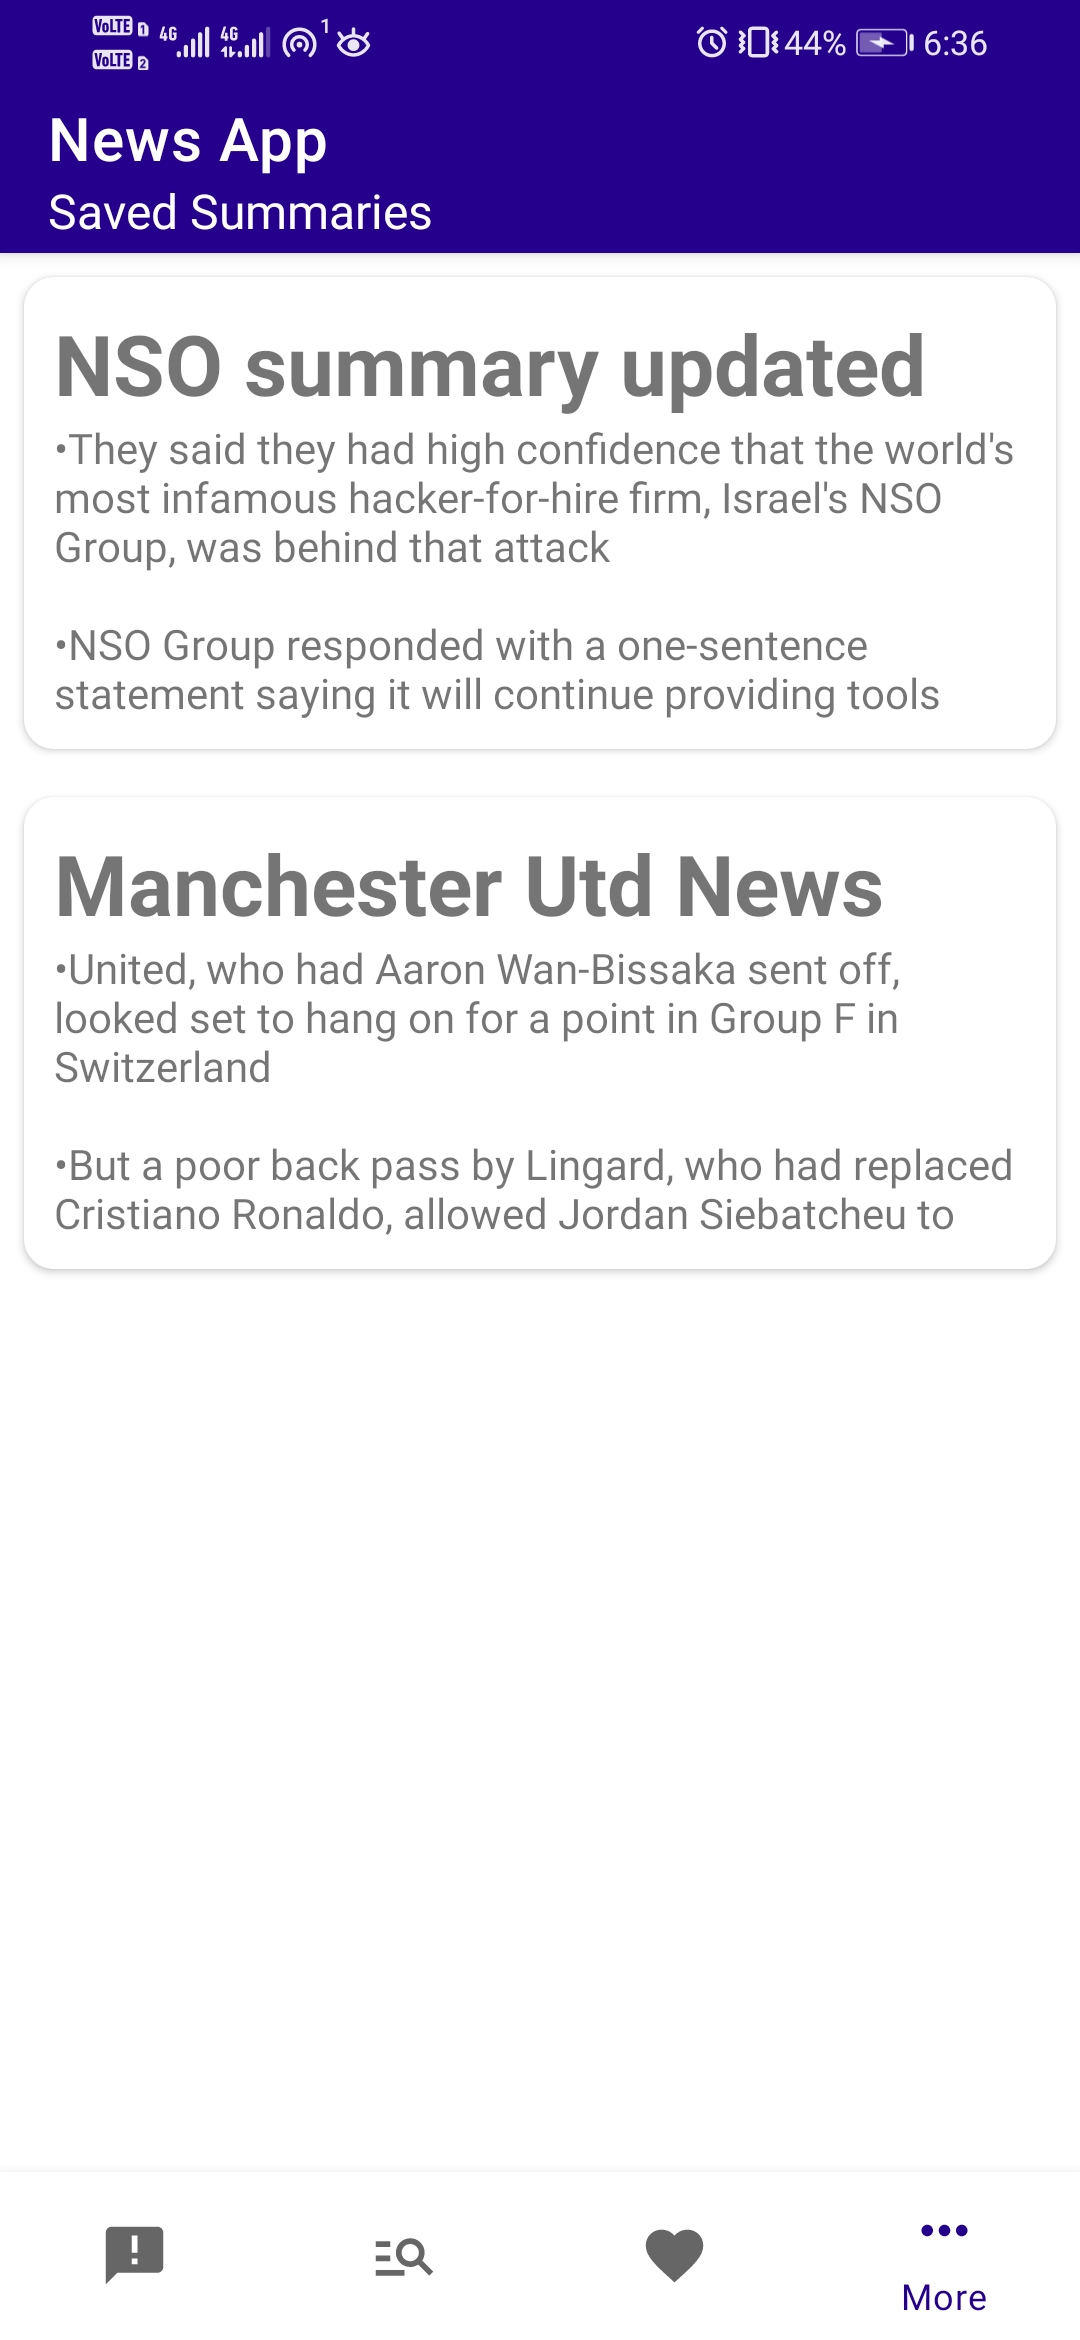 VoLTE 1 4G 4G 1 44% 6:36
VoLTE 2
News App
Saved Summaries
NSO summary updated
•They said they had high confidence that the world's
most infamous hacker-for-hire firm, Israel's NSO
Group, was behind that attack
•NSO Group responded with a one-sentence
statement saying it will continue providing tools
Manchester Utd News
•United, who had Aaron Wan-Bissaka sent off,
looked set to hang on for a point in Group F in
Switzerland
•But a poor back pass by Lingard, who had replaced
Cristiano Ronaldo, allowed Jordan Siebatcheu to
More